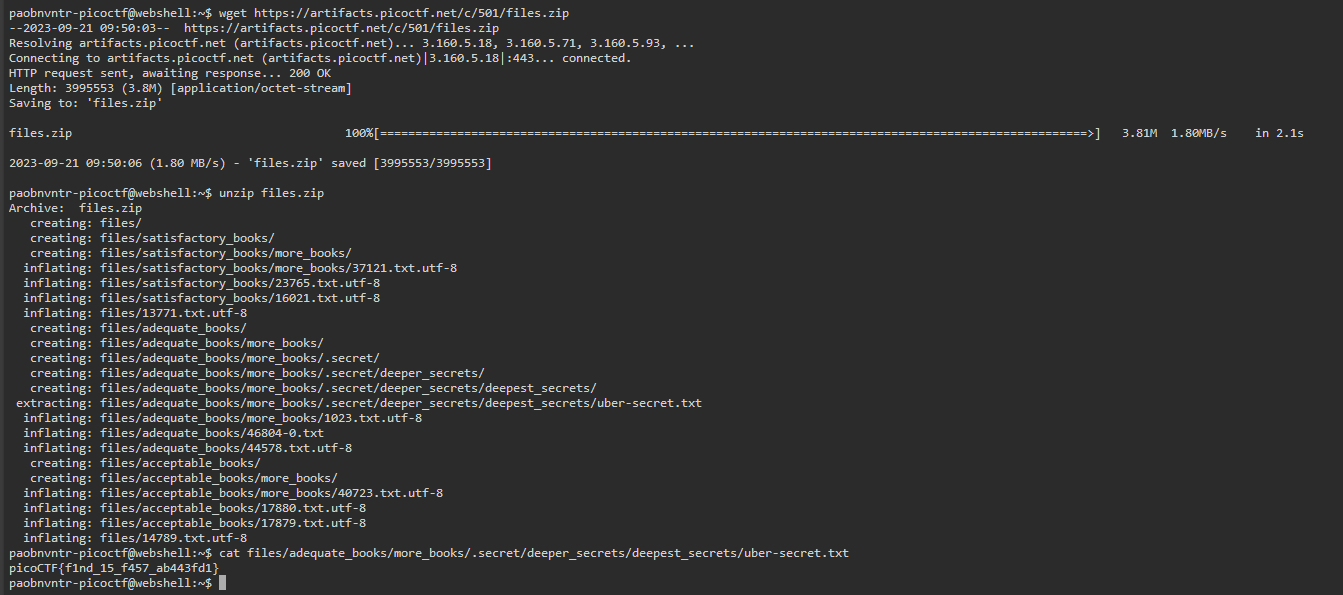 paobnvntr-picoctf@webshell:~$ wget https://artifacts.picoctf.net/c/501/files.zip
--2023-09-21 09:50:03--  https://artifacts.picoctf.net/c/501/files.zip
Resolving artifacts.picoctf.net (artifacts.picoctf.net)... 3.160.5.18, 3.160.5.71, 3.160.5.93, ...
Connecting to artifacts.picoctf.net (artifacts.picoctf.net)|3.160.5.18|:443... connected.
HTTP request sent, awaiting response... 200 OK
Length: 3995553 (3.8M) [application/octet-stream]
Saving to: 'files.zip'
files.zip                                       100%[=====================================================================================================>]   3.81M  1.80MB/s    in 2.1s
2023-09-21 09:50:06 (1.80 MB/s) - 'files.zip' saved [3995553/3995553]
paobnvntr-picoctf@webshell:~$ unzip files.zip
Archive:  files.zip
   creating: files/
   creating: files/satisfactory_books/
   creating: files/satisfactory_books/more_books/
  inflating: files/satisfactory_books/more_books/37121.txt.utf-8
  inflating: files/satisfactory_books/23765.txt.utf-8
  inflating: files/satisfactory_books/16021.txt.utf-8
  inflating: files/13771.txt.utf-8
   creating: files/adequate_books/
   creating: files/adequate_books/more_books/
   creating: files/adequate_books/more_books/.secret/
   creating: files/adequate_books/more_books/.secret/deeper_secrets/
   creating: files/adequate_books/more_books/.secret/deeper_secrets/deepest_secrets/
 extracting: files/adequate_books/more_books/.secret/deeper_secrets/deepest_secrets/uber-secret.txt
  inflating: files/adequate_books/more_books/1023.txt.utf-8
  inflating: files/adequate_books/46804-0.txt
  inflating: files/adequate_books/44578.txt.utf-8
   creating: files/acceptable_books/
   creating: files/acceptable_books/more_books/
  inflating: files/acceptable_books/more_books/40723.txt.utf-8
  inflating: files/acceptable_books/17880.txt.utf-8
  inflating: files/acceptable_books/17879.txt.utf-8
  inflating: files/14789.txt.utf-8
paobnvntr-picoctf@webshell:~$ cat files/adequate_books/more_books/.secret/deeper_secrets/deepest_secrets/uber-secret.txt
picoCTF{f1nd_15_f457_ab443fd1}
paobnvntr-picoctf@webshell:~$